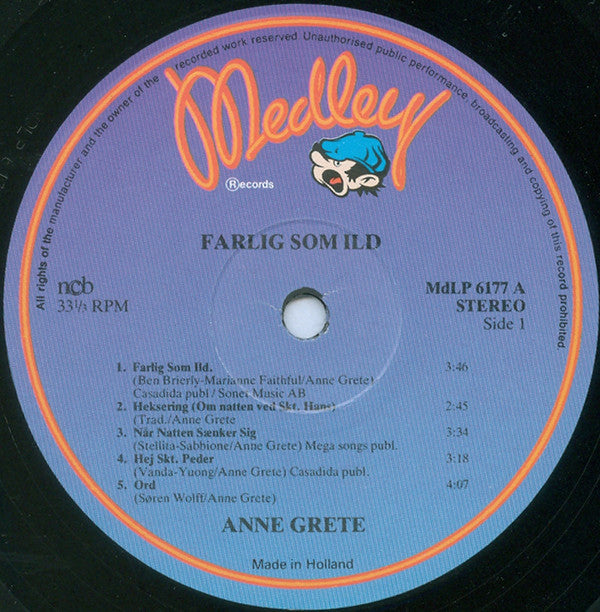 All rights of the manufacturer and the owner of the recorded work reserved. Unauthorised public performance, broadcasting and copying of this record prohibited.
Medley
Records
FARLIG SOM ILD
ncb
33⅓ RPM
MdLP 6177 A
STEREO
Side 1
1. Farlig Som Ild. 3:46
(Ben Brierly-Marianne Faithful/Anne Grete)
Casadida publ / Sonet Music AB
2. Heksering (Om natten ved Skt. Hans) 2:45
(Trad./Anne Grete
3. Når Natten Sænker Sig 3:34
(Stellita-Sabbione/Anne Grete) Mega songs publ.
4. Hej Skt. Peder 3:18
(Vanda-Yuong/Anne Grete) Casadida publ.
5. Ord 4:07
(Søren Wolff/Anne Grete)
ANNE GRETE
Made in Holland